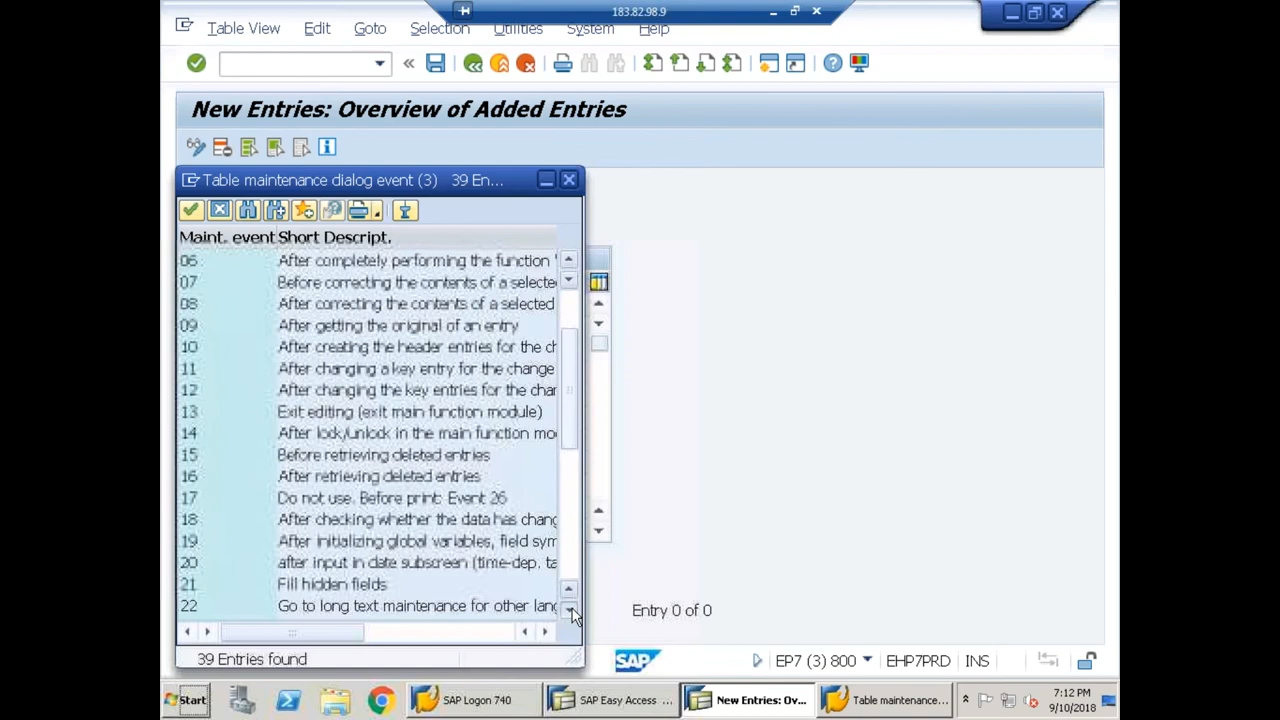 183.82.98.9
Table View Edit Goto Selection Utilities System Help
New Entries: Overview of Added Entries
Table maintenance dialog event (3) 39 En...
Maint. event Short Descript.
06 After completely performing the function '
07 Before correcting the contents of a selecte
08 After correcting the contents of a selected
09 After getting the original of an entry
10 After creating the header entries for the ch
11 After changing a key entry for the change
12 After changing the key entries for the char
13 Exit editing (exit main function module)
14 After lock/unlock in the main function mo
15 Before retrieving deleted entries
16 After retrieving deleted entries
17 Do not use. Before print: Event 26
18 After checking whether the data has chang
19 After initializing global variables, field sym
20 after input in date subscreen (time-dep. ta
21 Fill hidden fields
22 Go to long text maintenance for other lang
Entry 0 of 0
39 Entries found
SAP EP7 (3) 800 EHP7PRD INS
Start SAP Logon 740 SAP Easy Access ... New Entries: Ov... Table maintenance... 7:12 PM
9/10/2018